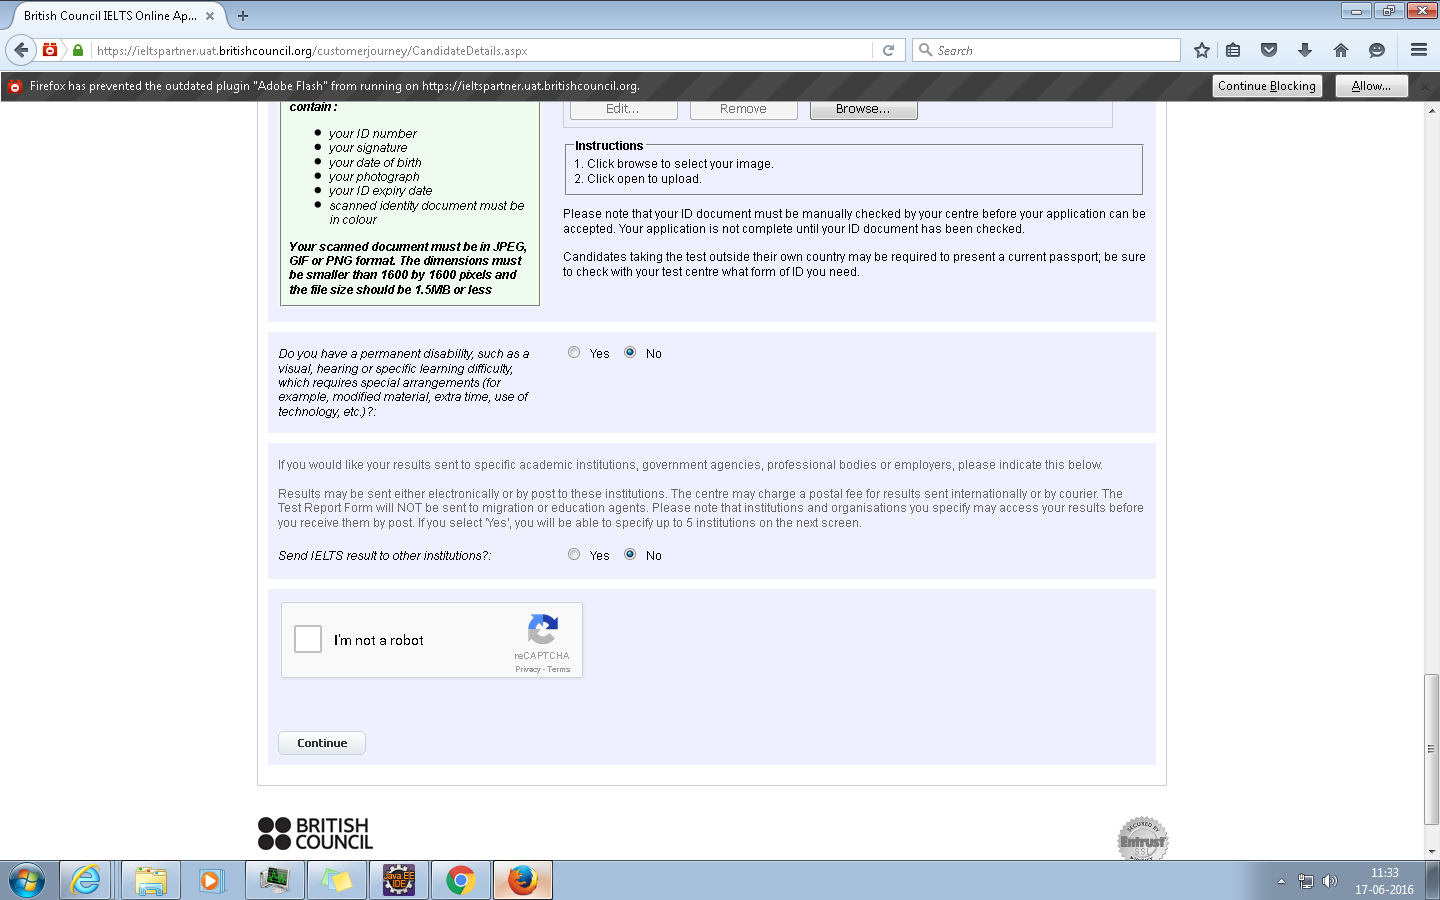 British Council IELTS Online Ap...
https://ieltspartner.uat.britishcouncil.org/customerjourney/CandidateDetails.aspx
Search
Firefox has prevented the outdated plugin "Adobe Flash" from running on https://ieltspartner.uat.britishcouncil.org.
Continue Blocking
Allow...
contain :
your ID number
your signature
your date of birth
your photograph
your ID expiry date
scanned identity document must be
in colour
Your scanned document must be in JPEG,
GIF or PNG format. The dimensions must
be smaller than 1600 by 1600 pixels and
the file size should be 1.5MB or less
Edit...
Remove
Browse...
Instructions
1. Click browse to select your image.
2. Click open to upload.
Please note that your ID document must be manually checked by your centre before your application can be
accepted. Your application is not complete until your ID document has been checked.
Candidates taking the test outside their own country may be required to present a current passport; be sure
to check with your test centre what form of ID you need.
Do you have a permanent disability, such as a
visual, hearing or specific learning difficulty,
which requires special arrangements (for
example, modified material, extra time, use of
technology, etc.)?:
Yes
No
If you would like your results sent to specific academic institutions, government agencies, professional bodies or employers, please indicate this below.
Results may be sent either electronically or by post to these institutions. The centre may charge a postal fee for results sent internationally or by courier. The
Test Report Form will NOT be sent to migration or education agents. Please note that institutions and organisations you specify may access your results before
you receive them by post. If you select 'Yes', you will be able to specify up to 5 institutions on the next screen.
Send IELTS result to other institutions?:
Yes
No
I'm not a robot
reCAPTCHA
Privacy - Terms
Continue
BRITISH
COUNCIL
SECURED BY
Entrust
SSL
Java EE
IDE
11:33
17-06-2016